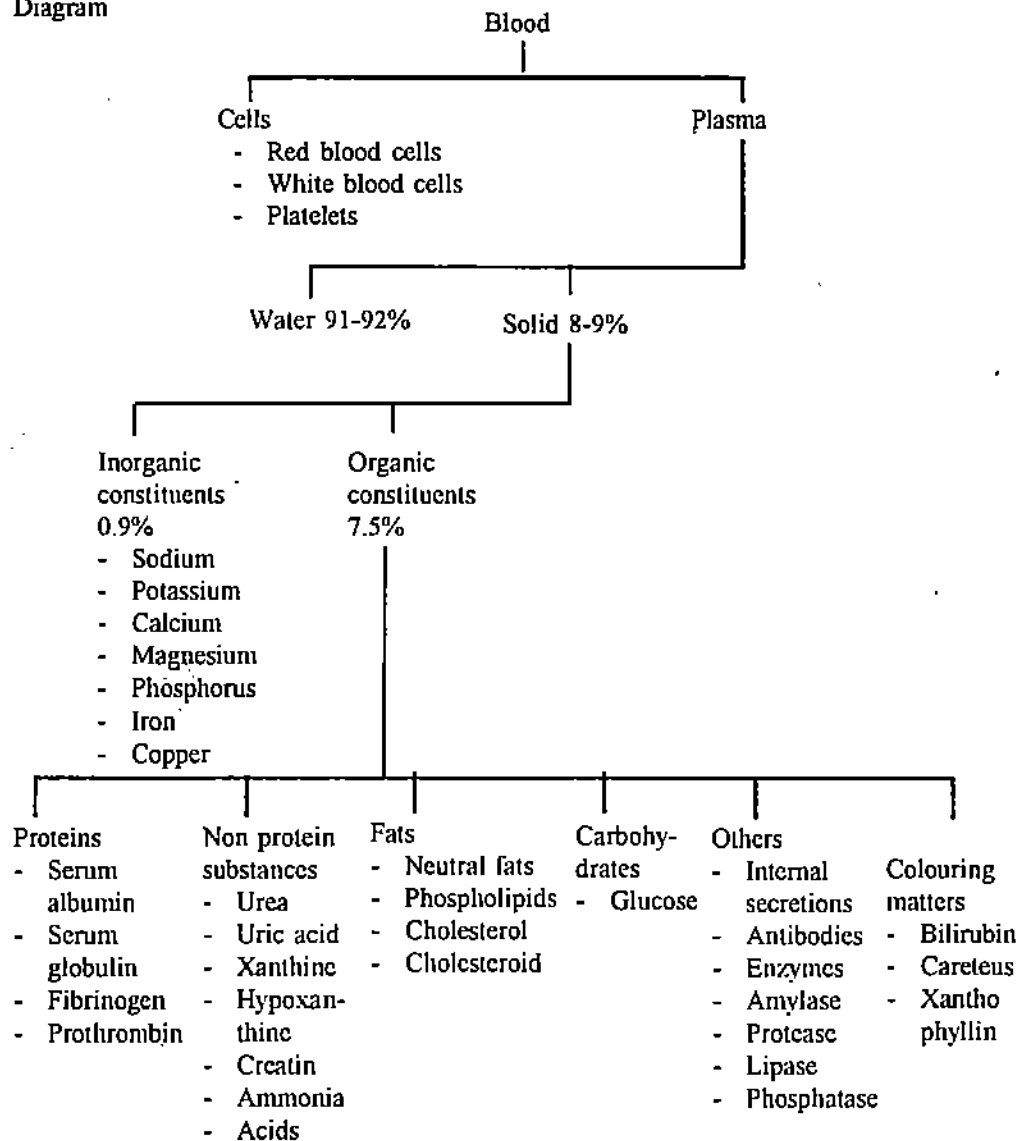 Diagram
Blood
Cells
- Red blood cells
- White blood cells
- Platelets
Plasma
Water 91-92%
Solid 8-9%
Inorganic
constituents
0.9%
- Sodium
- Potassium
- Calcium
- Magnesium
- Phosphorus
- Iron
- Copper
Organic
constituents
7.5%
Proteins
- Serum
albumin
- Serum
globulin
- Fibrinogen
- Prothrombin
Non protein
substances
- Urea
- Uric acid
- Xanthine
- Hypoxan-
thine
- Creatin
- Ammonia
- Acids
Fats
- Neutral fats
- Phospholipids
- Cholesterol
- Cholesteroid
Carbohy-
drates
- Glucose
Others
- Internal
secretions
- Antibodies
- Enzymes
- Amylase
- Protease
- Lipase
- Phosphatase
Colouring
matters
- Bilirubin
- Careteus
- Xantho
phyllin